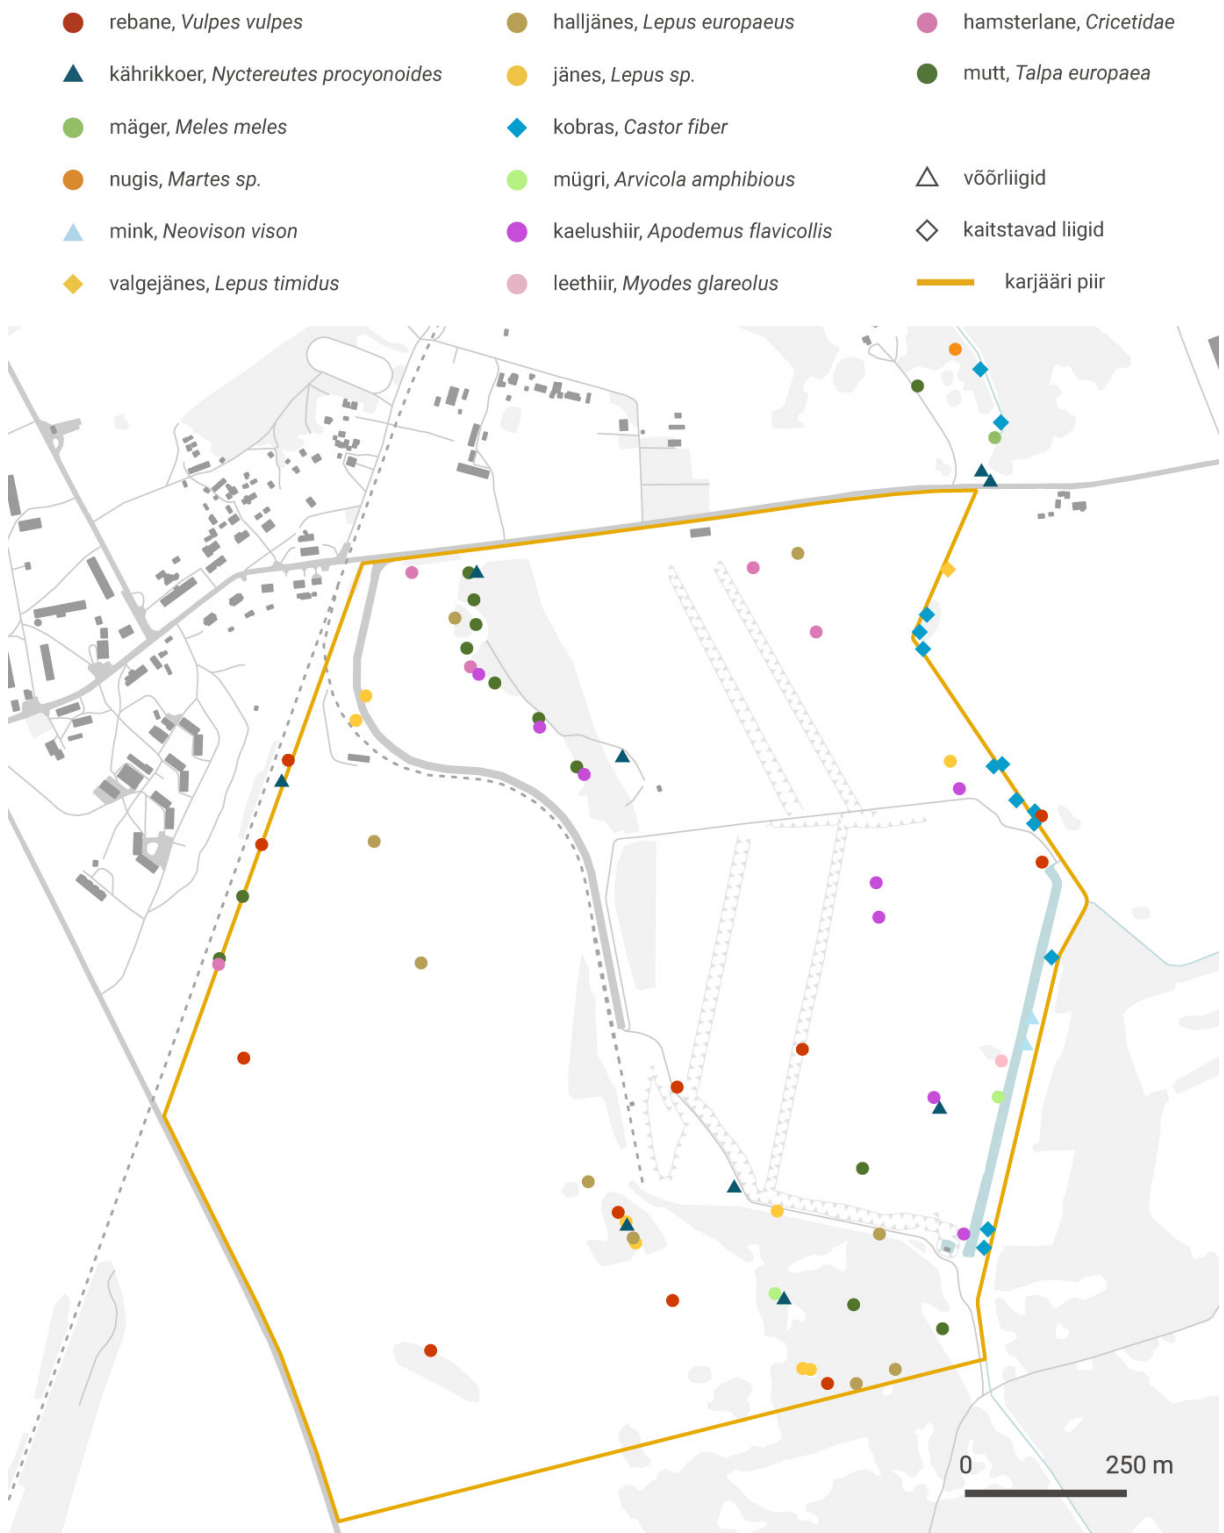 rebane, Vulpes vulpes
kährikkoer, Nyctereutes procyonoides
mäger, Meles meles
nugis, Martes sp.
mink, Neovison vison
valgejänes, Lepus timidus
halljänes, Lepus europaeus
jänes, Lepus sp.
kobras, Castor fiber
mügri, Arvicola amphibious
kaelushiir, Apodemus flavicollis
leethiir, Myodes glareolus
hamsterlane, Cricetidae
mutt, Talpa europaea
võõrliigid
kaitstavad liigid
karjääri piir
0 250 m